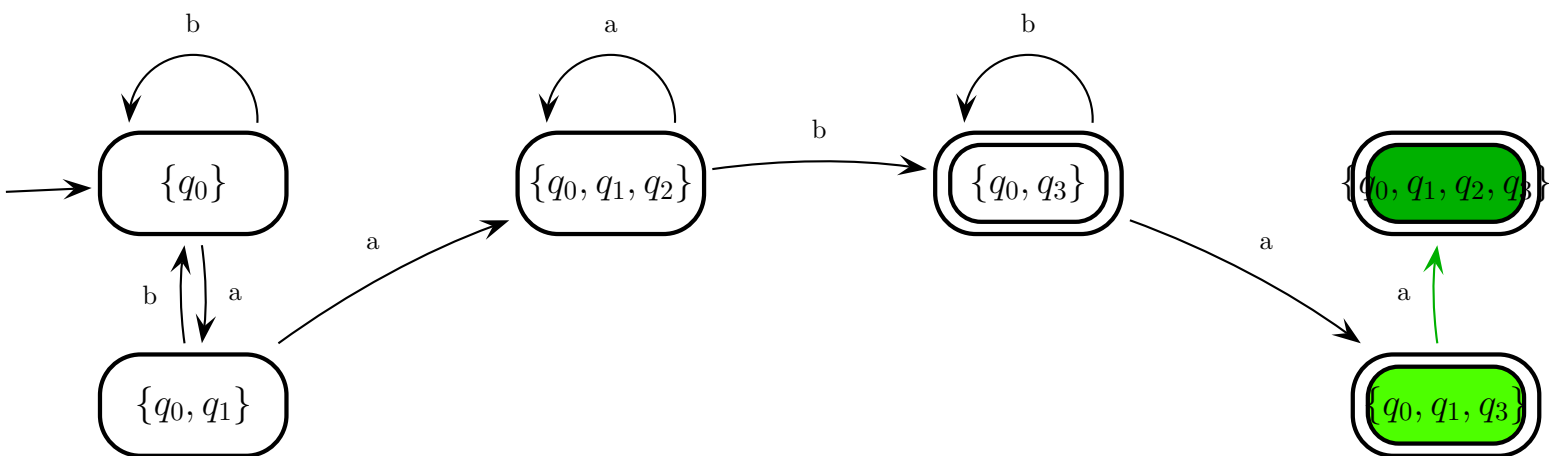 b
a
b
b
{q₀}
{q₀, q₁, q₂}
{q₀, q₃}
{q₀, q₁, q₂, q₃}
a
a
b
a
a
{q₀, q₁}
{q₀, q₁, q₃}